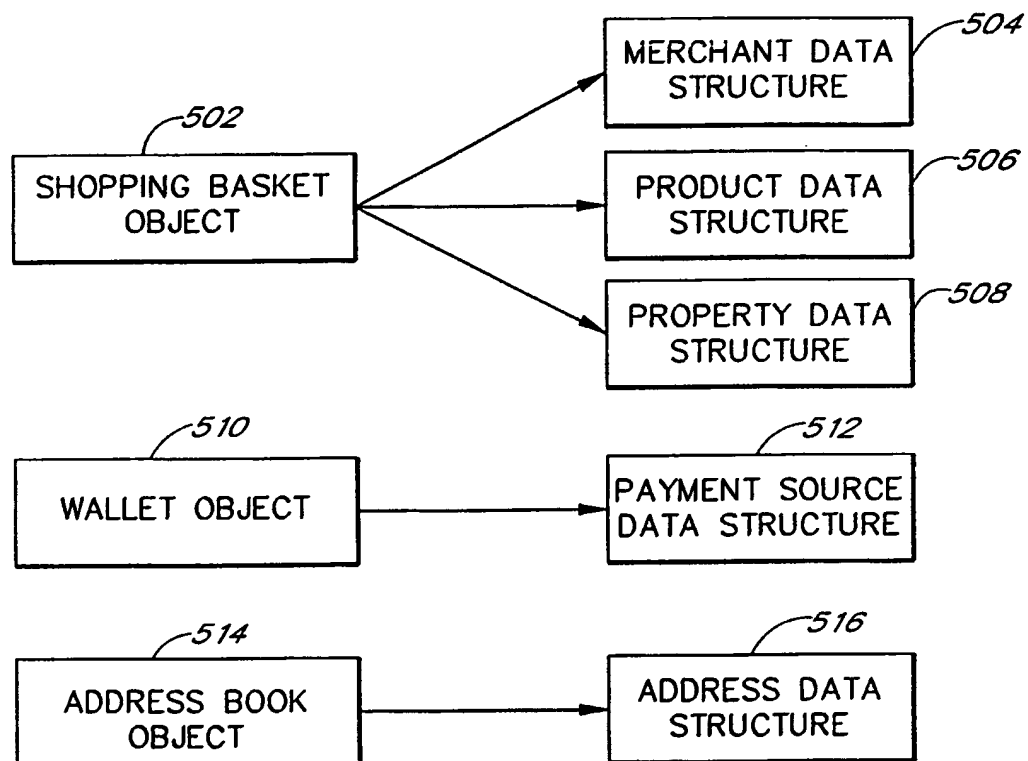 504
MERCHANT DATA
STRUCTURE
502
SHOPPING BASKET
OBJECT
506
PRODUCT DATA
STRUCTURE
508
PROPERTY DATA
STRUCTURE
510
WALLET OBJECT
512
PAYMENT SOURCE
DATA STRUCTURE
514
ADDRESS BOOK
OBJECT
516
ADDRESS DATA
STRUCTURE